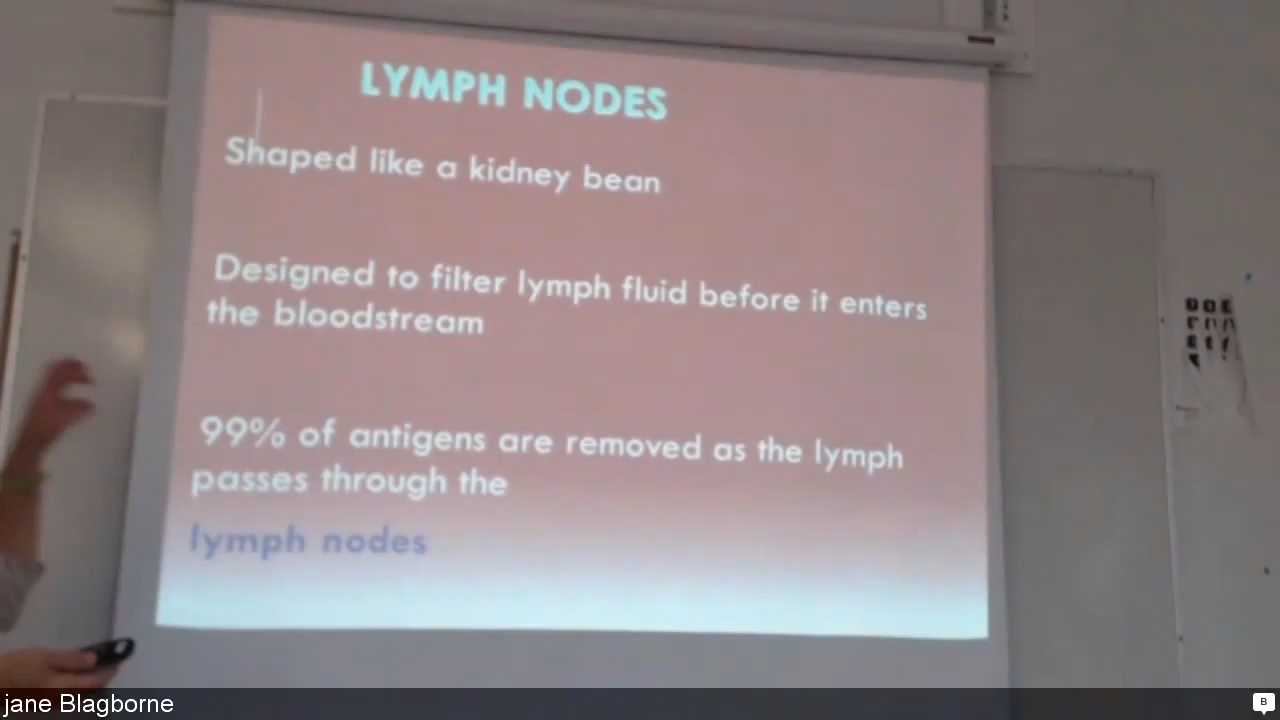 LYMPH NODES
Shaped like a kidney bean
Designed to filter lymph fluid before it enters
the bloodstream
99% of antigens are removed as the lymph
passes through the
lymph nodes
jane Blagborne
B